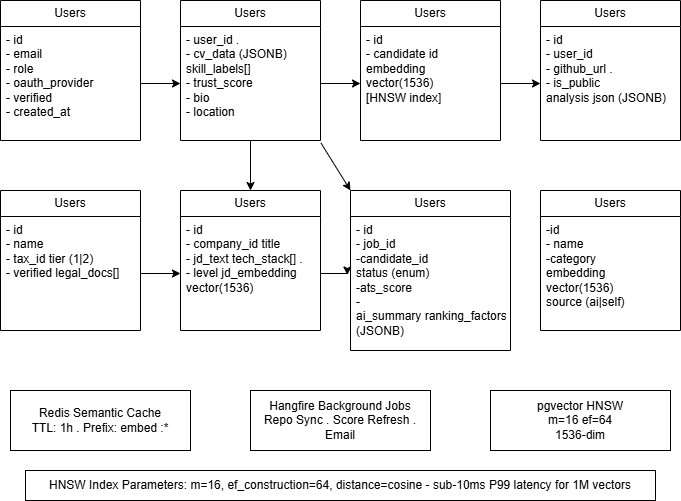 Users
- id
- email
- role
- oauth_provider
- verified
- created_at
Users
- user_id .
- cv_data (JSONB)
skill_labels[]
- trust_score
- bio
- location
Users
- id
- candidate id
embedding
vector(1536)
[HNSW index]
Users
- id
- user_id
- github_url .
- is_public
analysis json (JSONB)
Users
- id
- name
- tax_id tier (1|2)
- verified legal_docs[]
Users
- id
- company_id title
- jd_text tech_stack[] .
- level jd_embedding
vector(1536)
Users
- id
- job_id
-candidate_id
status (enum)
-ats_score
-
ai_summary ranking_factors
(JSONB)
Users
-id
- name
-category
embedding
vector(1536)
source (ai|self)
Redis Semantic Cache
TTL: 1h . Prefix: embed :*
Hangfire Background Jobs
Repo Sync . Score Refresh .
Email
pgvector HNSW
m=16 ef=64
1536-dim
HNSW Index Parameters: m=16, ef_construction=64, distance=cosine - sub-10ms P99 latency for 1M vectors